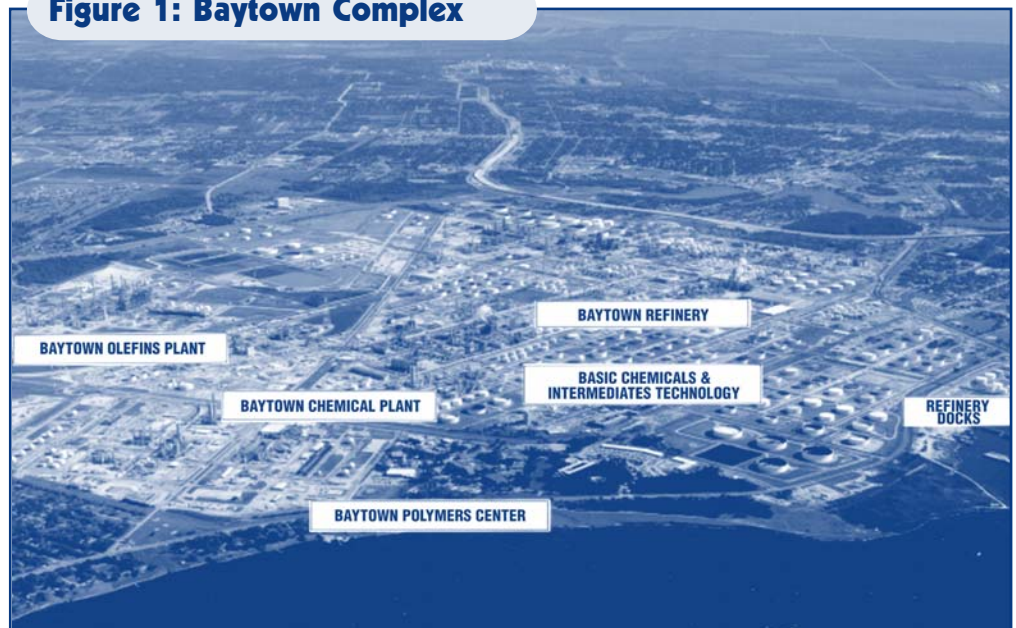 Figure 1: Baytown Complex
BAYTOWN REFINERY
BAYTOWN OLEFINS PLANT
BASIC CHEMICALS &
INTERMEDIATES TECHNOLOGY
BAYTOWN CHEMICAL PLANT
REFINERY
DOCKS
BAYTOWN POLYMERS CENTER